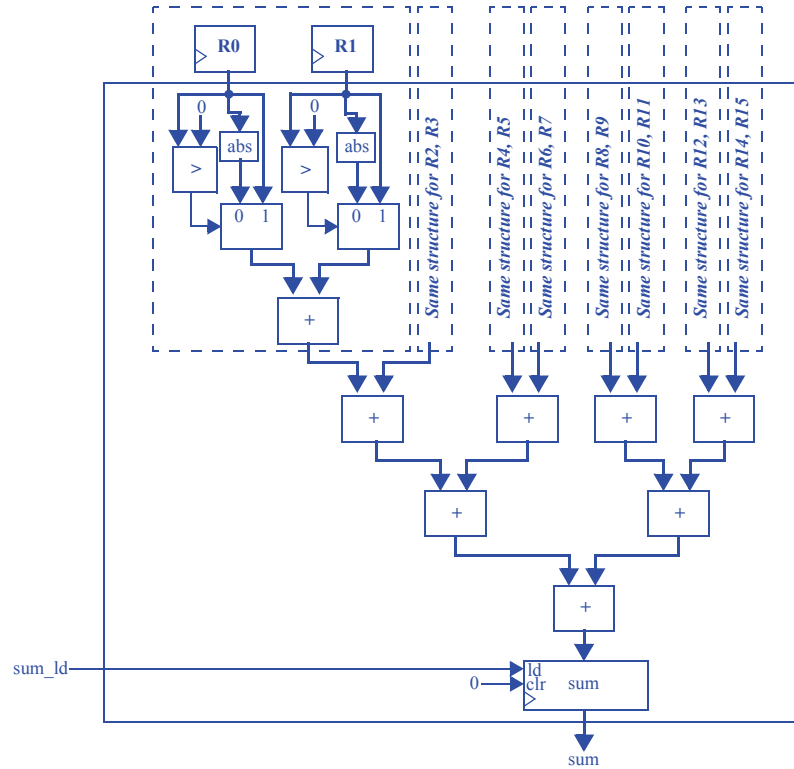 R0 R1
0 0
abs abs
> >
0 1 0 1
+
Same structure for R2, R3
Same structure for R4, R5
Same structure for R6, R7
Same structure for R8, R9
Same structure for R10, R11
Same structure for R12, R13
Same structure for R14, R15
+ + + +
+ +
+
sum_ld
ld
0
clr
sum
sum